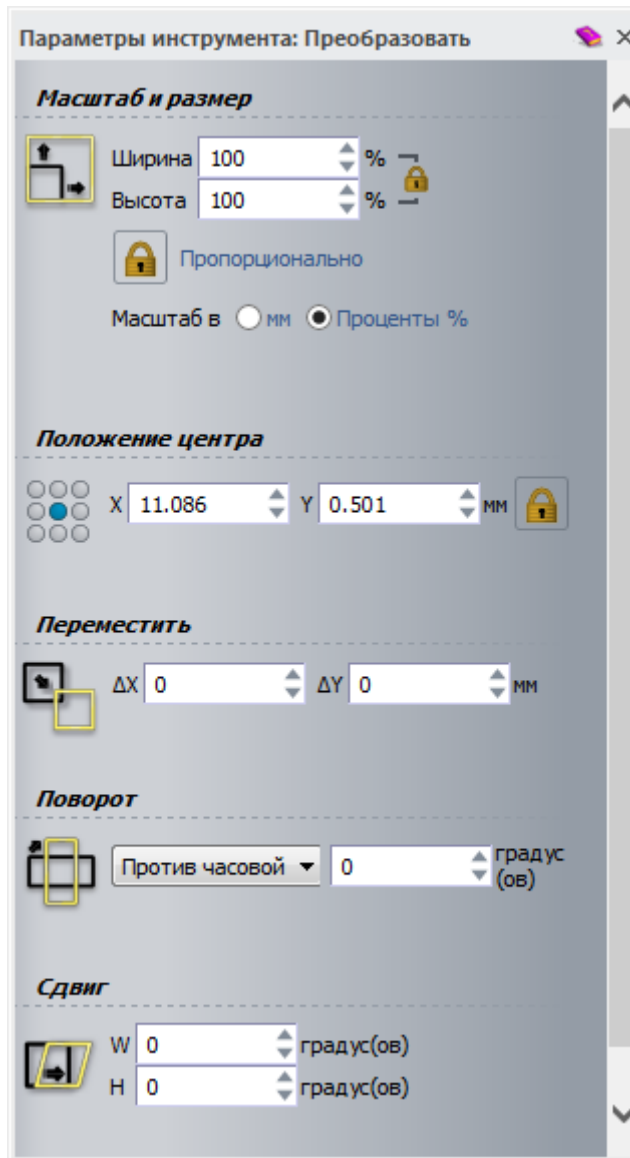 Параметры инструмента: Преобразовать
Масштаб и размер
Ширина 100 %
Высота 100 %
Пропорционально
Масштаб в мм Проценты %
Положение центра
X 11.086 Y 0.501 мм
Переместить
ΔX 0 ΔY 0 мм
Поворот
Против часовой 0 градус
(ов)
Сдвиг
W 0 градус(ов)
H 0 градус(ов)